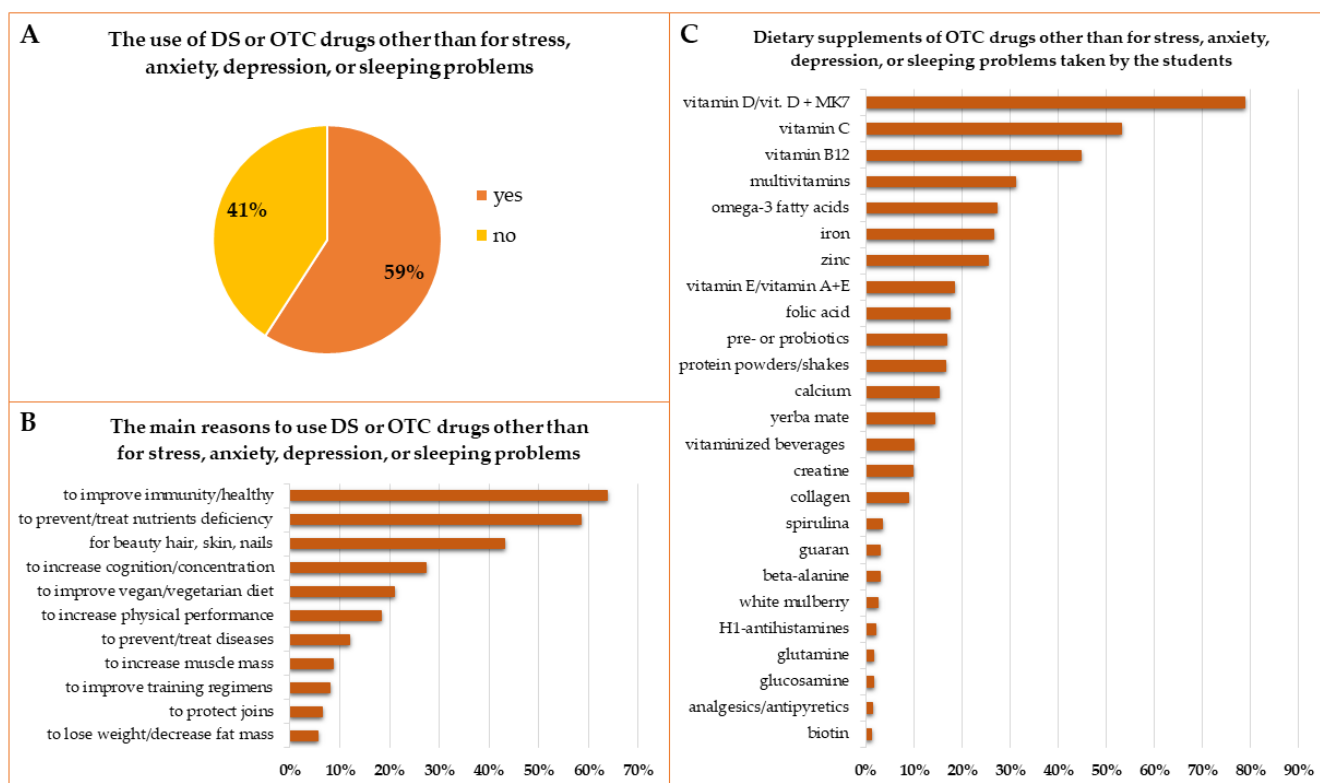 A
The use of DS or OTC drugs other than for stress,
anxiety, depression, or sleeping problems
41%
59%
yes
no
B
The main reasons to use DS or OTC drugs other than
for stress, anxiety, depression, or sleeping problems
to improve immunity/healthy
to prevent/treat nutrients deficiency
for beauty hair, skin, nails
to increase cognition/concentration
to improve vegan/vegetarian diet
to increase physical performance
to prevent/treat diseases
to increase muscle mass
to improve training regimens
to protect joins
to lose weight/decrease fat mass
0% 10% 20% 30% 40% 50% 60% 70%
C
Dietary supplements of OTC drugs other than for stress, anxiety,
depression, or sleeping problems taken by the students
vitamin D/vit. D + MK7
vitamin C
vitamin B12
multivitamins
omega-3 fatty acids
iron
zinc
vitamin E/vitamin A+E
folic acid
pre- or probiotics
protein powders/shakes
calcium
yerba mate
vitaminized beverages
creatine
collagen
spirulina
guaran
beta-alanine
white mulberry
H1-antihistamines
glutamine
glucosamine
analgesics/antipyretics
biotin
0% 10% 20% 30% 40% 50% 60% 70% 80% 90%